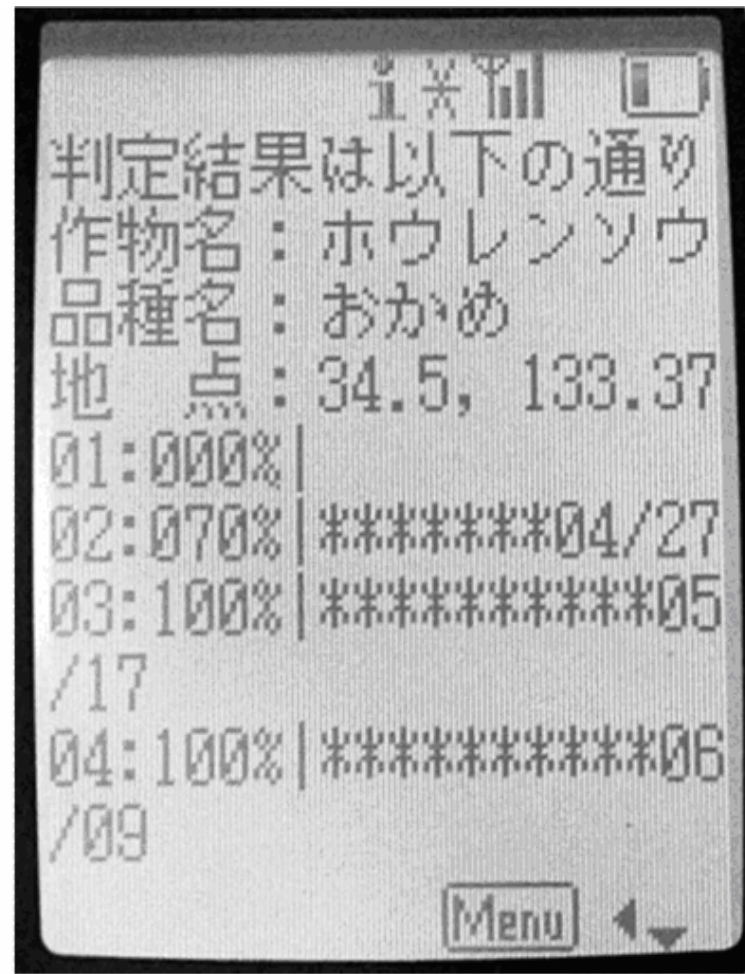 判定結果は以下の通り
作物名：ホウレンソウ
品種名：おかめ
地　点：34.5, 133.37
01:000%|
02:070%|*******04/27
03:100%|**********05
/17
04:100%|**********06
/09
Menu